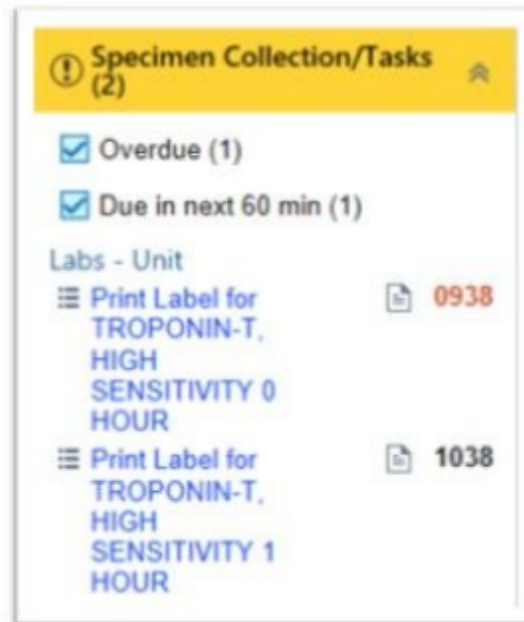 Specimen Collection/Tasks
(2)
Overdue (1)
Due in next 60 min (1)
Labs - Unit
Print Label for 0938
TROPONIN-T,
HIGH
SENSITIVITY 0
HOUR
Print Label for 1038
TROPONIN-T,
HIGH
SENSITIVITY 1
HOUR